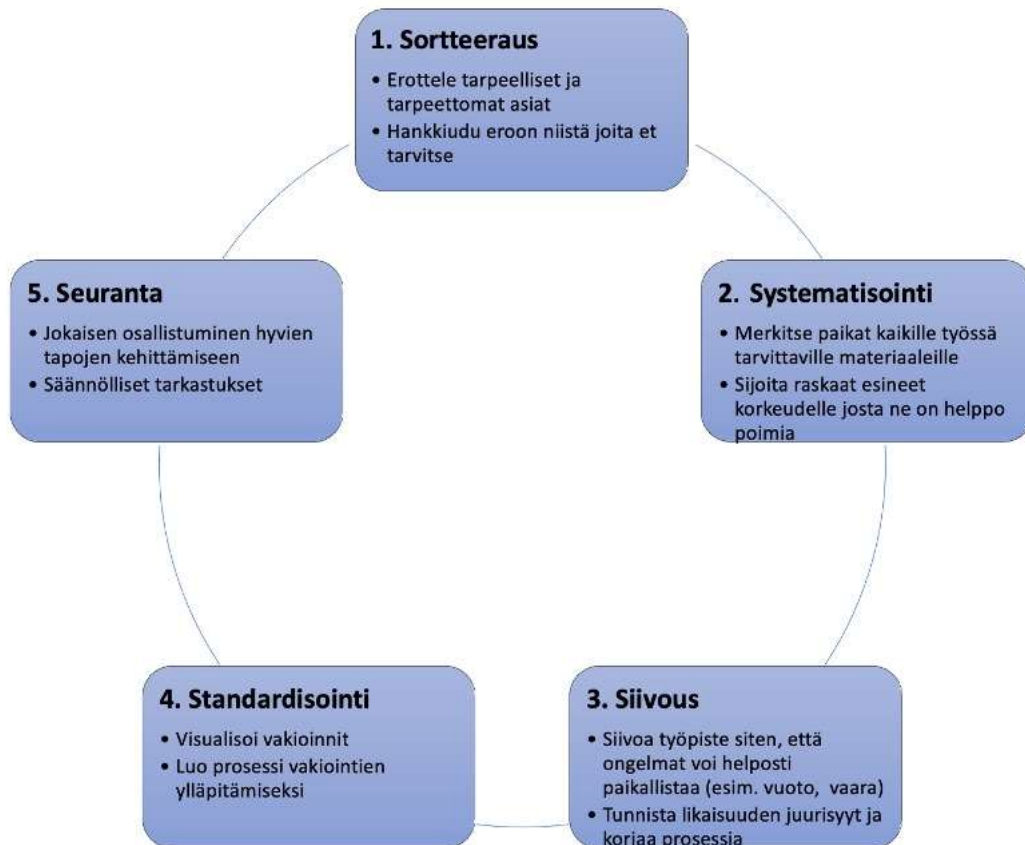 1. Sortteeraus
• Erottele tarpeelliset ja
tarpeettomat asiat
• Hankkiudu eroon niistä joita et
tarvitse
2. Systematisointi
• Merkitse paikat kaikille työssä
tarvittaville materiaaleille
• Sijoita raskaat esineet
korkeudelle josta ne on helppo
poimia
3. Siivous
• Siivoa työpiste siten, että
ongelmat voi helposti
paikallistaa (esim. vuoto, vaara)
• Tunnista likaisuuden juurisyyt ja
korjaa prosessia
4. Standardisointi
• Visualisoi vakioinnit
• Luo prosessi vakiointien
ylläpitämiseksi
5. Seuranta
• Jokaisen osallistuminen hyvien
tapojen kehittämiseen
• Säännölliset tarkastukset